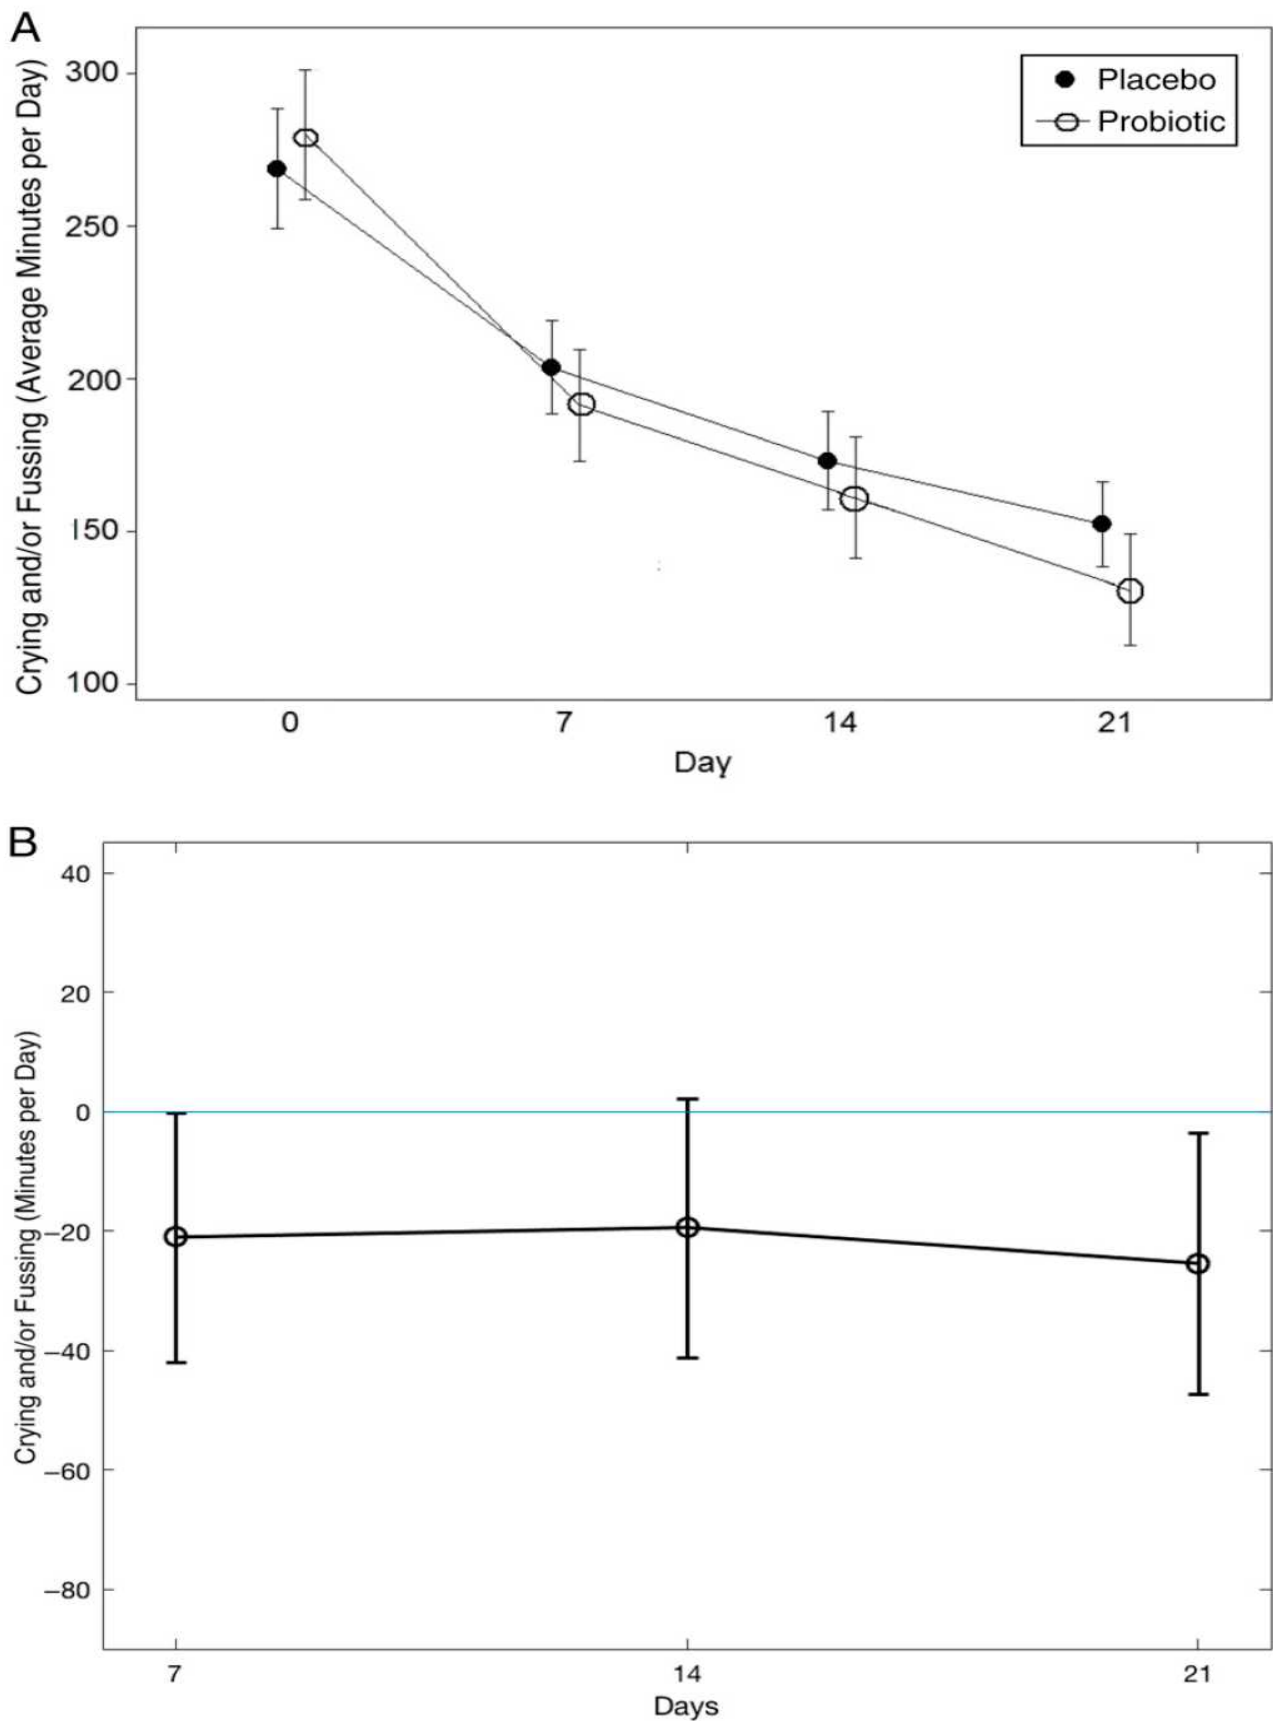 A
Crying and/or Fussing (Average Minutes per Day)
300
250
200
150
100
Placebo
Probiotic
0 7 14 21
Day
B
Crying and/or Fussing (Minutes per Day)
40
20
0
–20
–40
–60
–80
7 14 21
Days